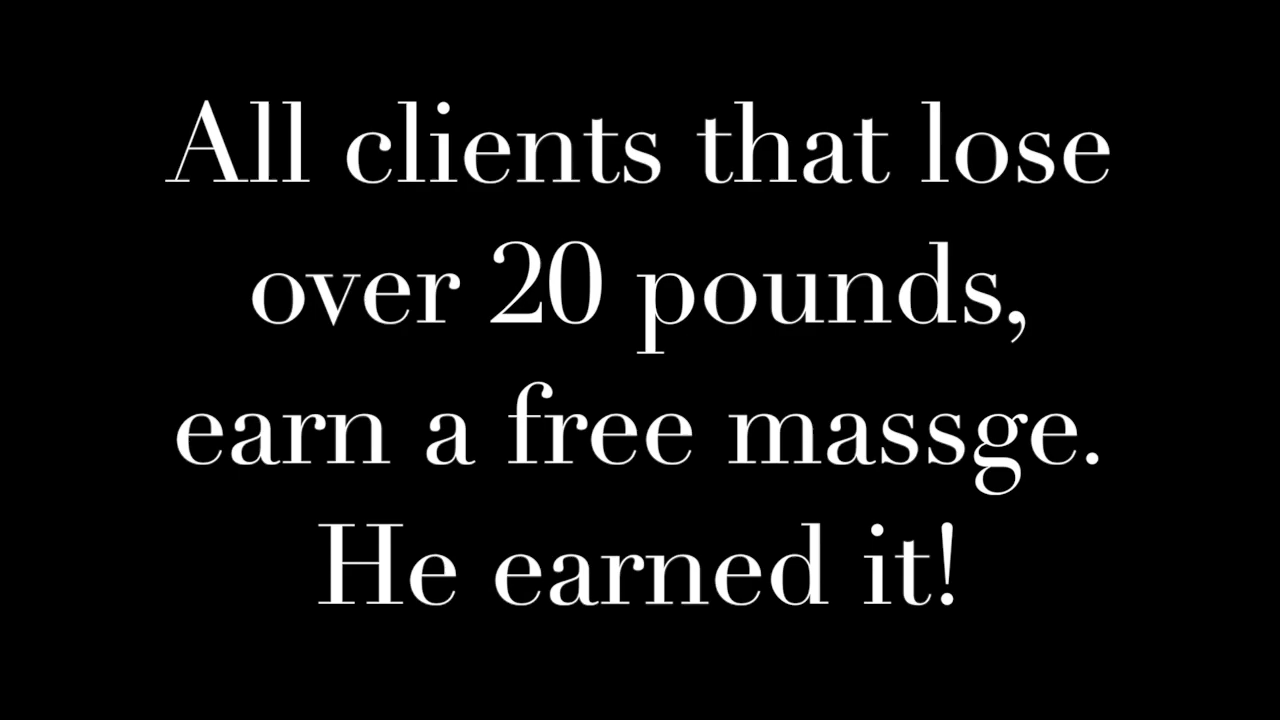 All clients that lose
over 20 pounds,
earn a free massge.
He earned it!